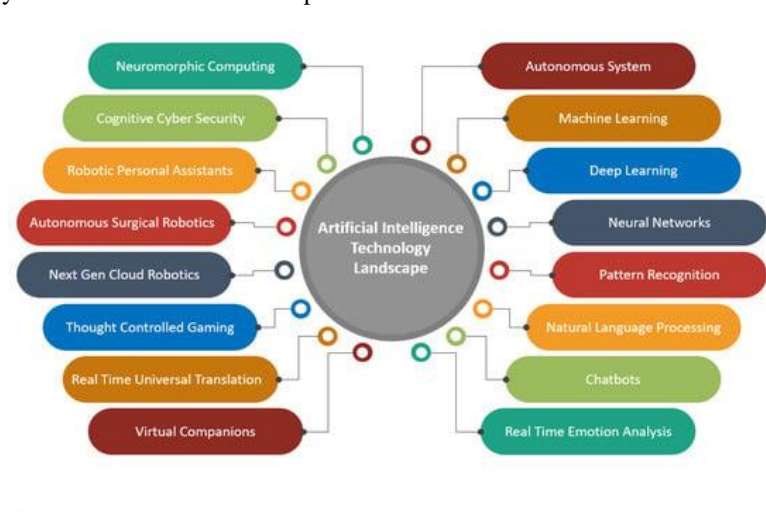 Neuromorphic Computing
Cognitive Cyber Security
Robotic Personal Assistants
Autonomous Surgical Robotics
Next Gen Cloud Robotics
Thought Controlled Gaming
Real Time Universal Translation
Virtual Companions
Artificial Intelligence
Technology
Landscape
Autonomous System
Machine Learning
Deep Learning
Neural Networks
Pattern Recognition
Natural Language Processing
Chatbots
Real Time Emotion Analysis